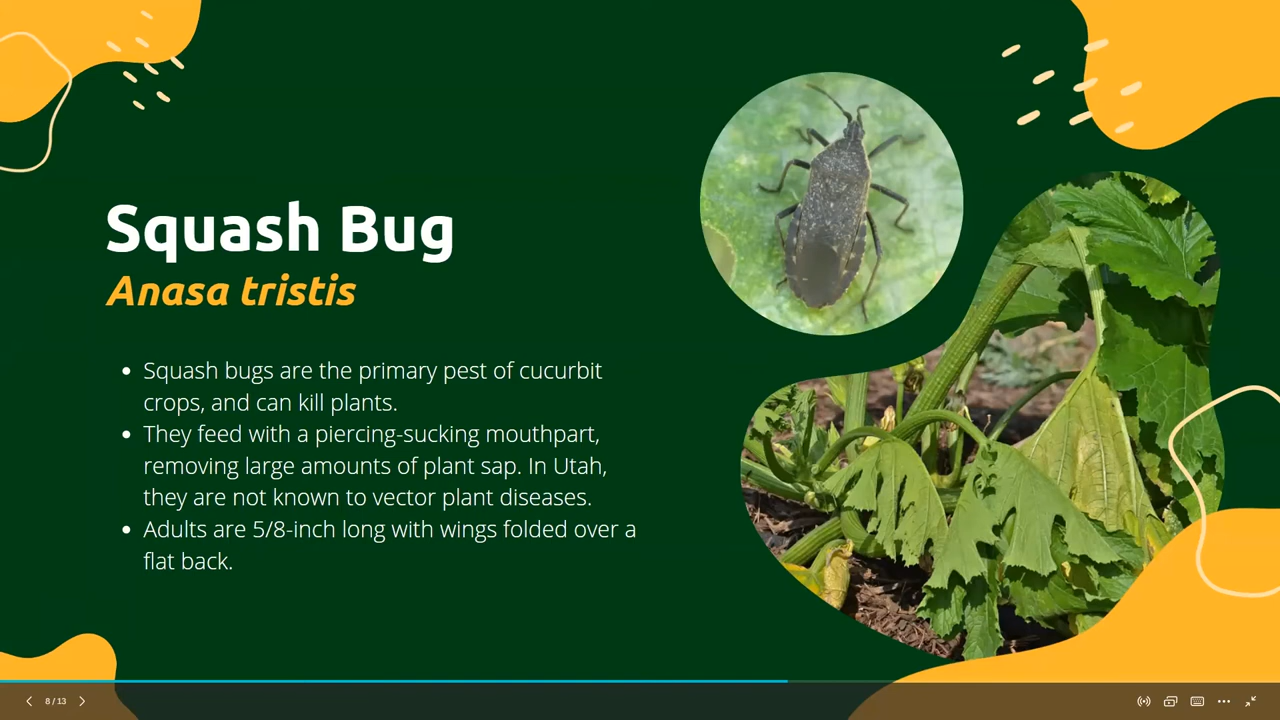 Squash Bug
Anasa tristis
• Squash bugs are the primary pest of cucurbit
crops, and can kill plants.
• They feed with a piercing-sucking mouthpart,
removing large amounts of plant sap. In Utah,
they are not known to vector plant diseases.
• Adults are 5/8-inch long with wings folded over a
flat back.
8 / 13